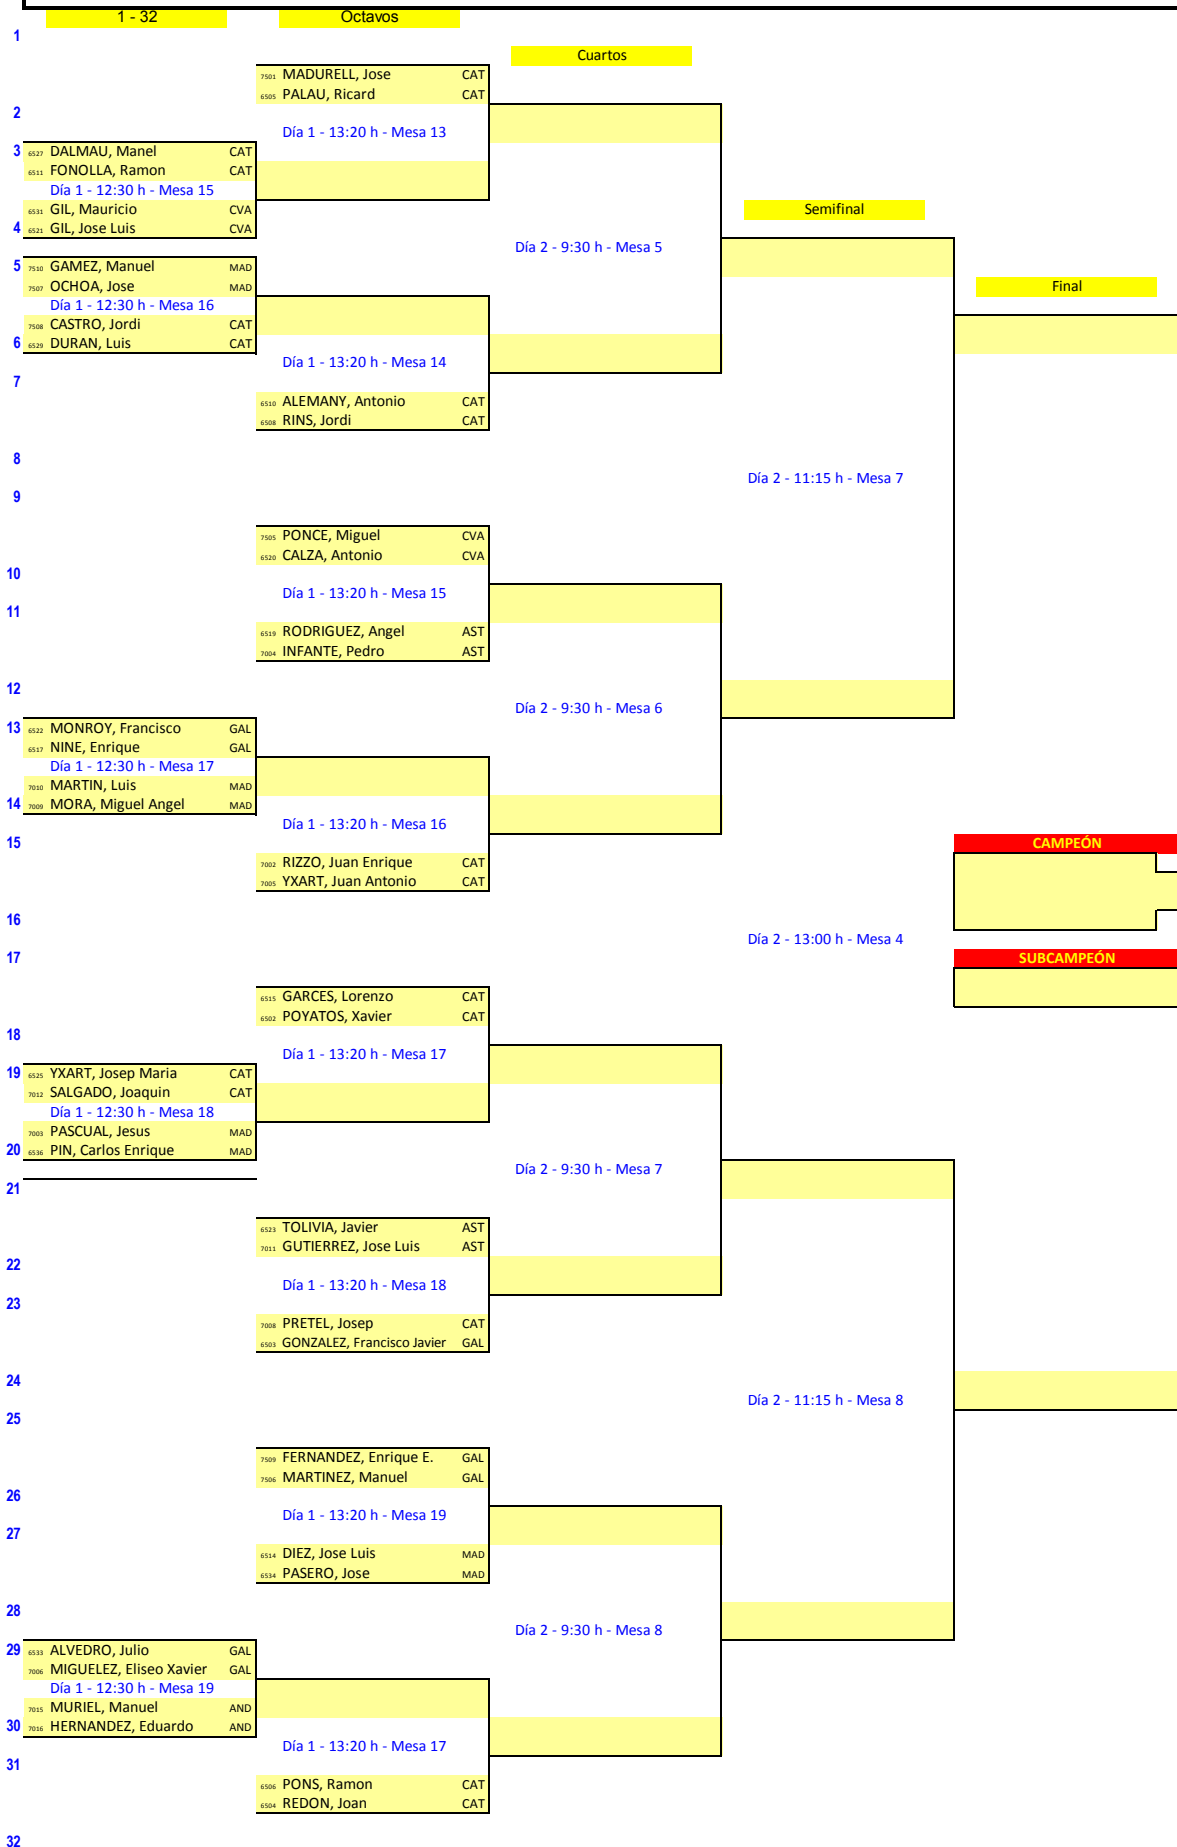 1 - 32 Octavos
1
Cuartos
7501 MADURELL, Jose CAT
6505 PALAU, Ricard CAT
2
Día 1 - 13:20 h - Mesa 13
3 6527 DALMAU, Manel CAT
6511 FONOLLA, Ramon CAT
Día 1 - 12:30 h - Mesa 15
6531 GIL, Mauricio CVA
Semifinal
4 6521 GIL, Jose Luis CVA
Día 2 - 9:30 h - Mesa 5
5 7510 GAMEZ, Manuel MAD
7507 OCHOA, Jose MAD
Final
Día 1 - 12:30 h - Mesa 16
7508 CASTRO, Jordi CAT
6 6529 DURAN, Luis CAT
Día 1 - 13:20 h - Mesa 14
7
6510 ALEMANY, Antonio CAT
6508 RINS, Jordi CAT
8
Día 2 - 11:15 h - Mesa 7
9
7505 PONCE, Miguel CVA
6520 CALZA, Antonio CVA
10
Día 1 - 13:20 h - Mesa 15
11
6519 RODRIGUEZ, Angel AST
7004 INFANTE, Pedro AST
12
Día 2 - 9:30 h - Mesa 6
13 6522 MONROY, Francisco GAL
6517 NINE, Enrique GAL
Día 1 - 12:30 h - Mesa 17
7010 MARTIN, Luis MAD
14 7009 MORA, Miguel Angel MAD
Día 1 - 13:20 h - Mesa 16
15
CAMPEÓN
7002 RIZZO, Juan Enrique CAT
7005 YXART, Juan Antonio CAT
16
Día 2 - 13:00 h - Mesa 4
17
SUBCAMPEÓN
6515 GARCES, Lorenzo CAT
6502 POYATOS, Xavier CAT
18
Día 1 - 13:20 h - Mesa 17
19 6525 YXART, Josep Maria CAT
7012 SALGADO, Joaquin CAT
Día 1 - 12:30 h - Mesa 18
7003 PASCUAL, Jesus MAD
20 6536 PIN, Carlos Enrique MAD
Día 2 - 9:30 h - Mesa 7
21
6523 TOLIVIA, Javier AST
7011 GUTIERREZ, Jose Luis AST
22
Día 1 - 13:20 h - Mesa 18
23
7008 PRETEL, Josep CAT
6503 GONZALEZ, Francisco Javier GAL
24
Día 2 - 11:15 h - Mesa 8
25
7509 FERNANDEZ, Enrique E. GAL
7506 MARTINEZ, Manuel GAL
26
Día 1 - 13:20 h - Mesa 19
27
6514 DIEZ, Jose Luis MAD
6534 PASERO, Jose MAD
28
Día 2 - 9:30 h - Mesa 8
29 6533 ALVEDRO, Julio GAL
7006 MIGUELEZ, Eliseo Xavier GAL
Día 1 - 12:30 h - Mesa 19
7015 MURIEL, Manuel AND
30 7016 HERNANDEZ, Eduardo AND
Día 1 - 13:20 h - Mesa 17
31
6506 PONS, Ramon CAT
6504 REDON, Joan CAT
32